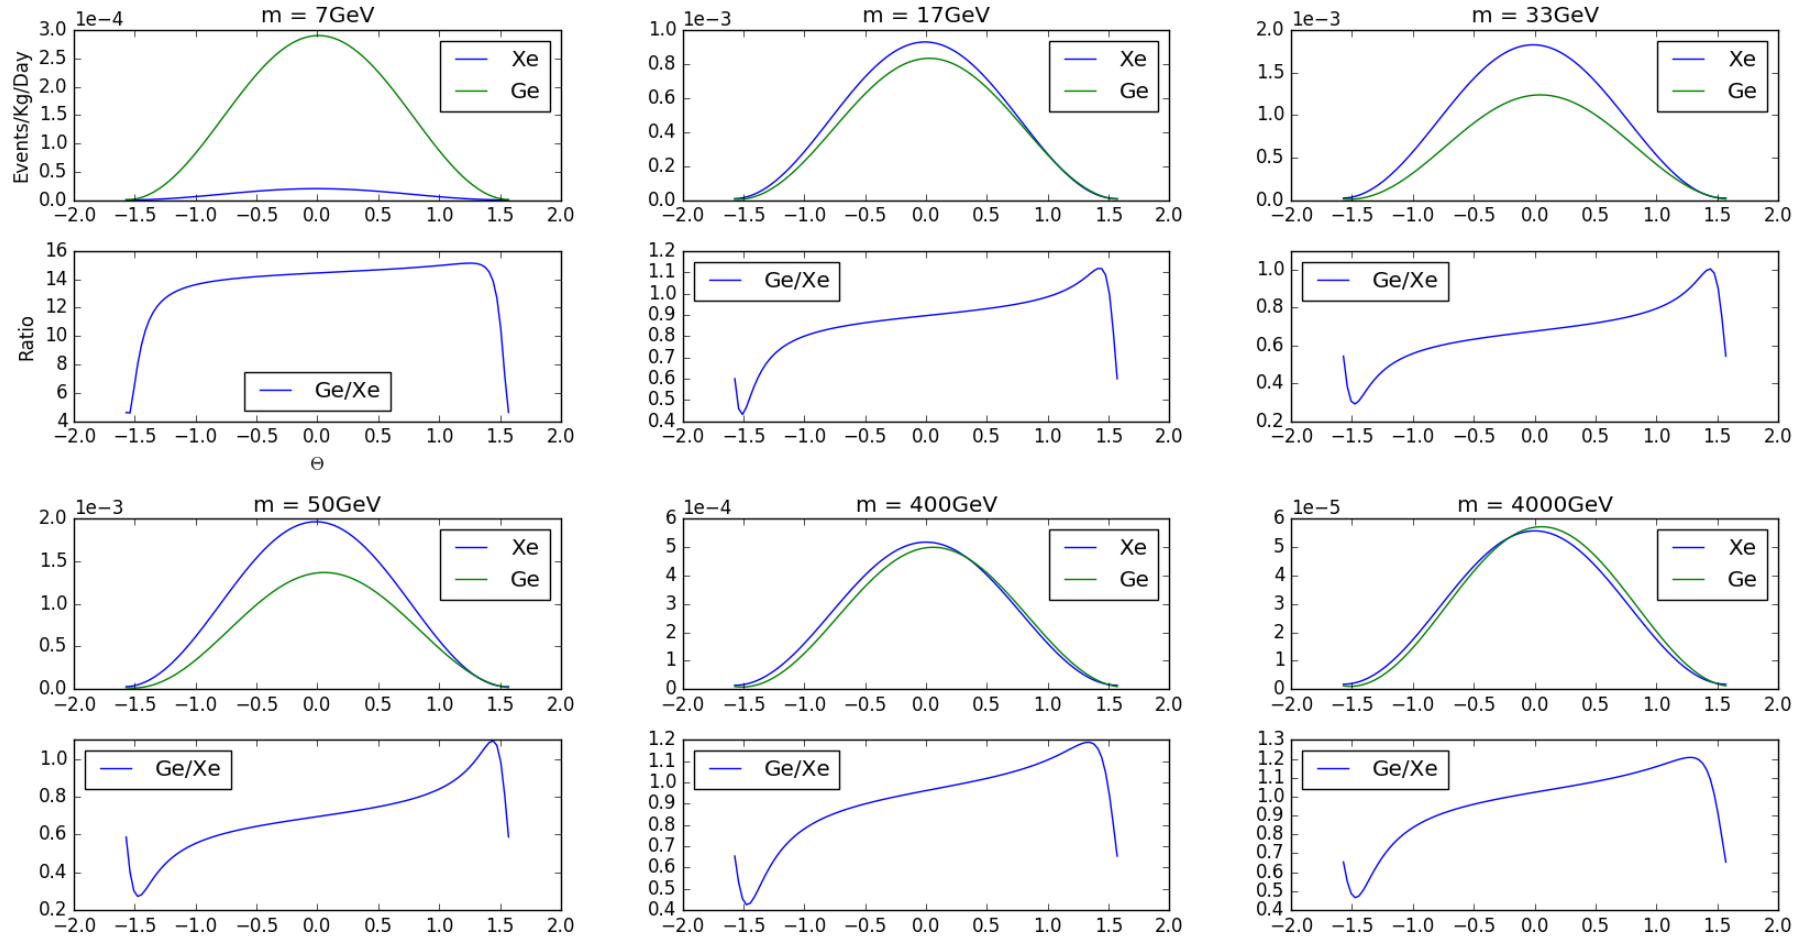 m = 7GeV
1e−4
Events/Kg/Day
3.0
2.5
2.0
1.5
1.0
0.5
0.0
Xe
Ge
−2.0 −1.5 −1.0 −0.5 0.0 0.5 1.0 1.5 2.0
m = 17GeV
1e−3
1.0
0.8
0.6
0.4
0.2
0.0
Xe
Ge
−2.0 −1.5 −1.0 −0.5 0.0 0.5 1.0 1.5 2.0
m = 33GeV
1e−3
2.0
1.5
1.0
0.5
0.0
Xe
Ge
−2.0 −1.5 −1.0 −0.5 0.0 0.5 1.0 1.5 2.0
Ratio
16
14
12
10
8
6
4
Ge/Xe
−2.0 −1.5 −1.0 −0.5 0.0 0.5 1.0 1.5 2.0
Θ
1.2
1.1
1.0
0.9
0.8
0.7
0.6
0.5
0.4
Ge/Xe
−2.0 −1.5 −1.0 −0.5 0.0 0.5 1.0 1.5 2.0
1.0
0.8
0.6
0.4
0.2
Ge/Xe
−2.0 −1.5 −1.0 −0.5 0.0 0.5 1.0 1.5 2.0
m = 50GeV
1e−3
2.0
1.5
1.0
0.5
0.0
Xe
Ge
−2.0 −1.5 −1.0 −0.5 0.0 0.5 1.0 1.5 2.0
m = 400GeV
1e−4
6
5
4
3
2
1
0
Xe
Ge
−2.0 −1.5 −1.0 −0.5 0.0 0.5 1.0 1.5 2.0
m = 4000GeV
1e−5
6
5
4
3
2
1
0
Xe
Ge
−2.0 −1.5 −1.0 −0.5 0.0 0.5 1.0 1.5 2.0
1.0
0.8
0.6
0.4
0.2
Ge/Xe
−2.0 −1.5 −1.0 −0.5 0.0 0.5 1.0 1.5 2.0
1.2
1.1
1.0
0.9
0.8
0.7
0.6
0.5
0.4
Ge/Xe
−2.0 −1.5 −1.0 −0.5 0.0 0.5 1.0 1.5 2.0
1.3
1.2
1.1
1.0
0.9
0.8
0.7
0.6
0.5
0.4
Ge/Xe
−2.0 −1.5 −1.0 −0.5 0.0 0.5 1.0 1.5 2.0